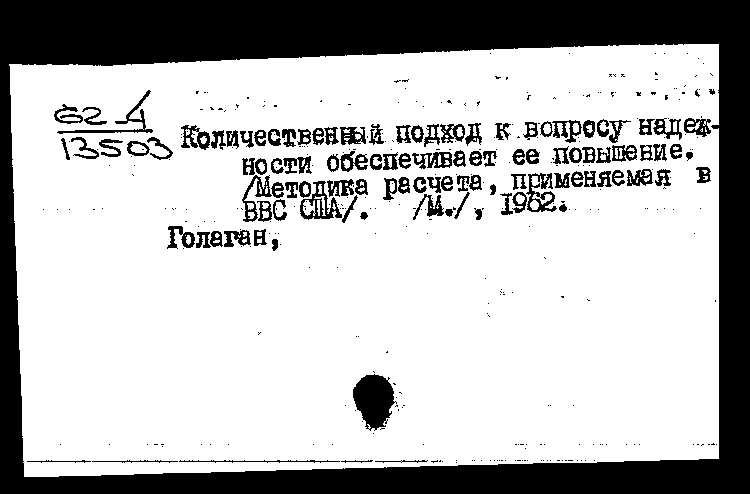 62-4
13503
Количественный подход к вопросу надеж-
ности обеспечивает ее повышение.
/Методика расчета, применяемая в
ВВС США/. /М./, 1962.
Голаган,